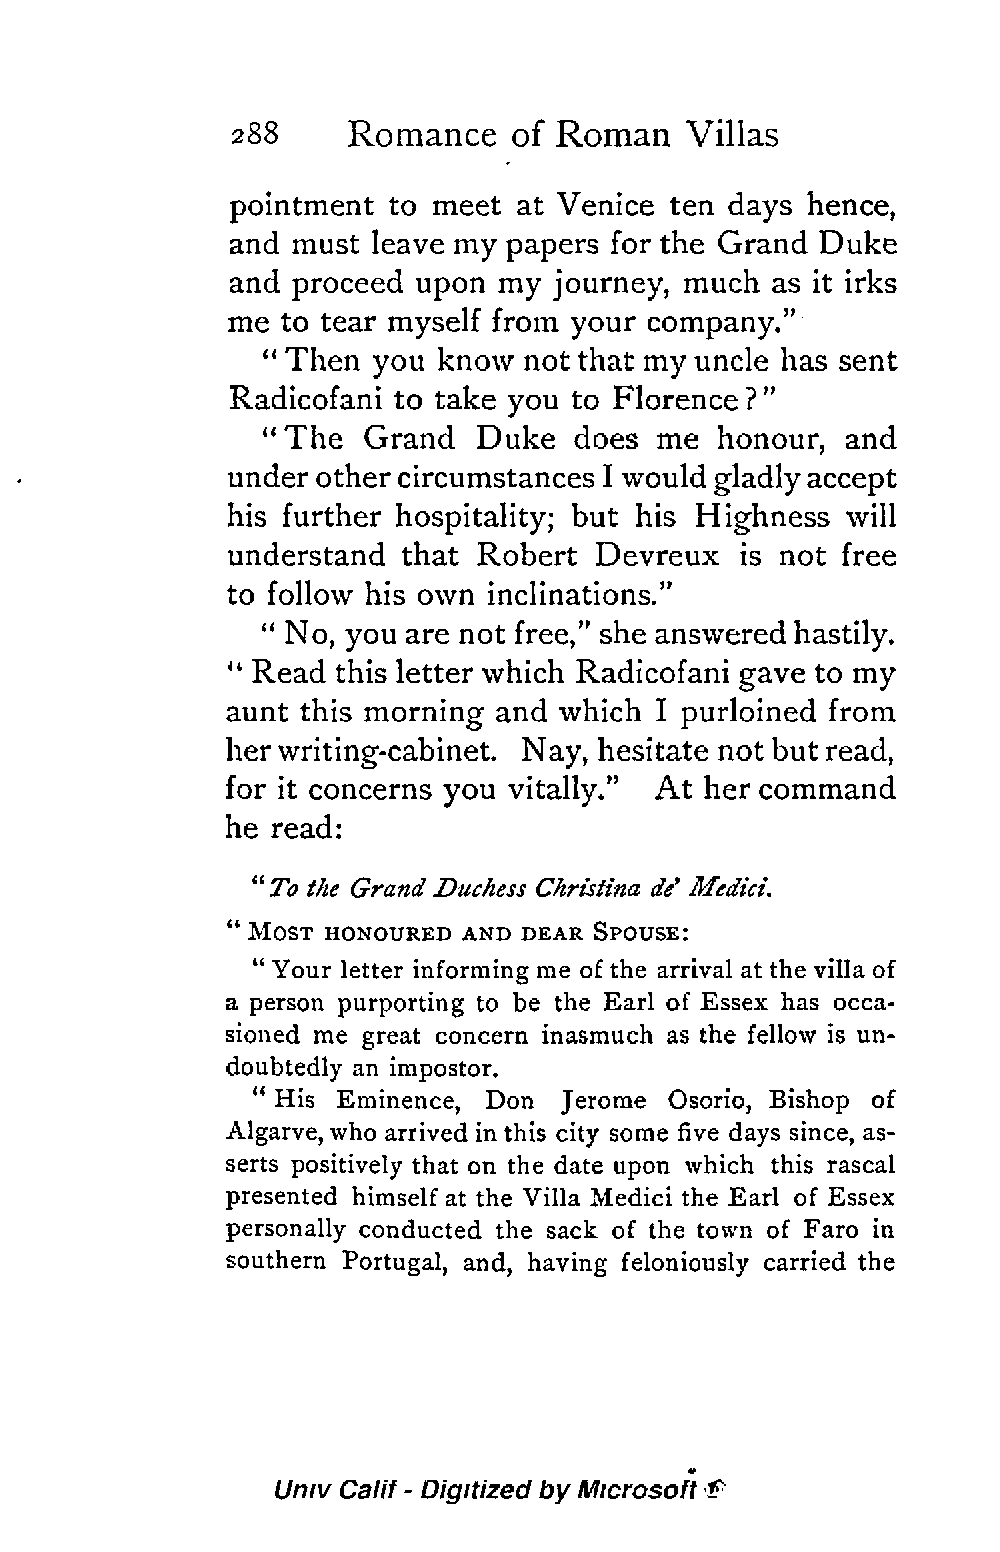 288 Romance of Roman Villas
pointment to meet at Venice ten days hence,
and must leave my papers for the Grand Duke
and proceed upon my journey, much as it irks
me to tear myself from your company."
"Then you know not that my uncle has sent
Radicofani to take you to Florence?"
"The Grand Duke does me honour, and
under other circumstances I would gladly accept
his further hospitality; but his Highness will
understand that Robert Devreux is not free
to follow his own inclinations."
"No, you are not free," she answered hastily.
"Read this letter which Radicofani gave to my
aunt this morning and which I purloined from
her writing-cabinet. Nay, hesitate not but read,
for it concerns you vitally." At her command
he read:
"To the Grand Duchess Christina de' Medici.
"MOST HONOURED AND DEAR SPOUSE:
"Your letter informing me of the arrival at the villa of
a person purporting to be the Earl of Essex has occa-
sioned me great concern inasmuch as the fellow is un-
doubtedly an impostor.
"His Eminence, Don Jerome Osorio, Bishop of
Algarve, who arrived in this city some five days since, as-
serts positively that on the date upon which this rascal
presented himself at the Villa Medici the Earl of Essex
personally conducted the sack of the town of Faro in
southern Portugal, and, having feloniously carried the
Univ Calif - Digitized by Microsoft ®